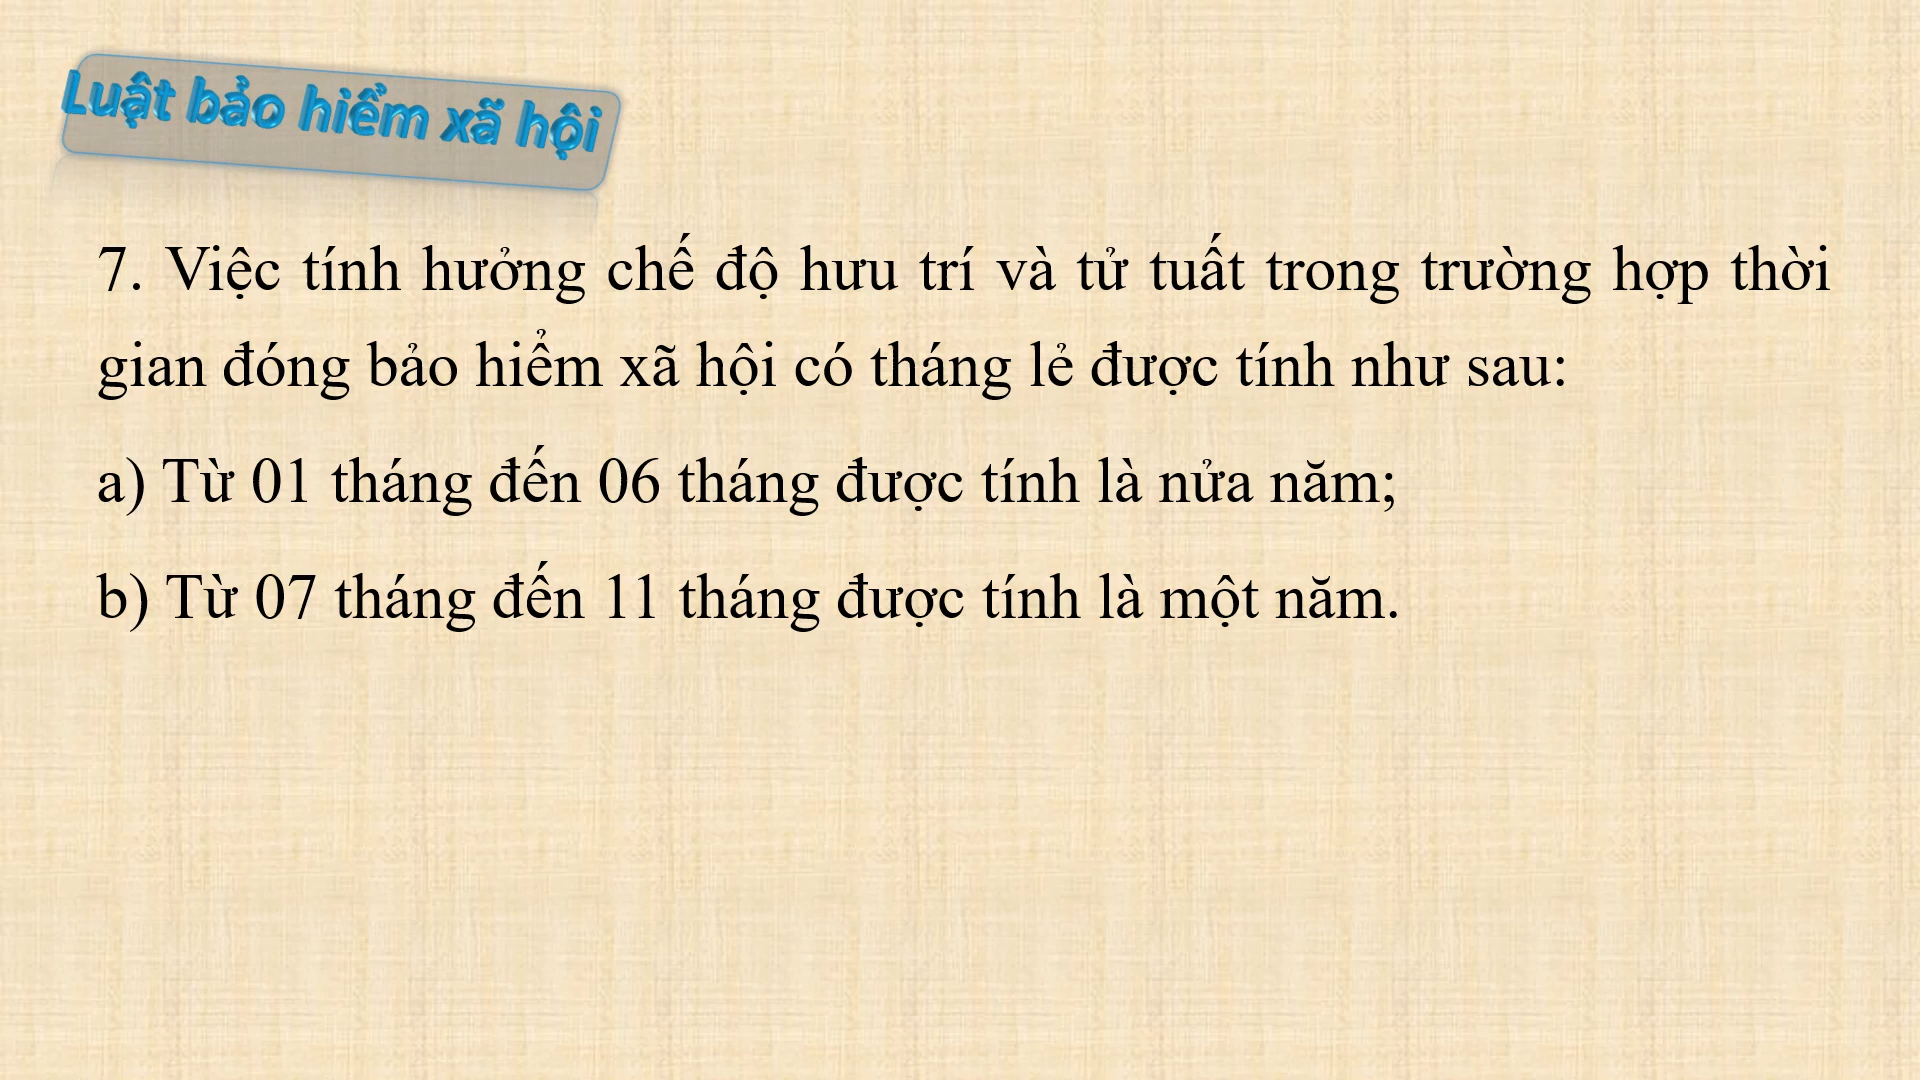 Luật bảo hiểm xã hội
7. Việc tính hưởng chế độ hưu trí và tử tuất trong trường hợp thời
gian đóng bảo hiểm xã hội có tháng lẻ được tính như sau:
a) Từ 01 tháng đến 06 tháng được tính là nửa năm;
b) Từ 07 tháng đến 11 tháng được tính là một năm.